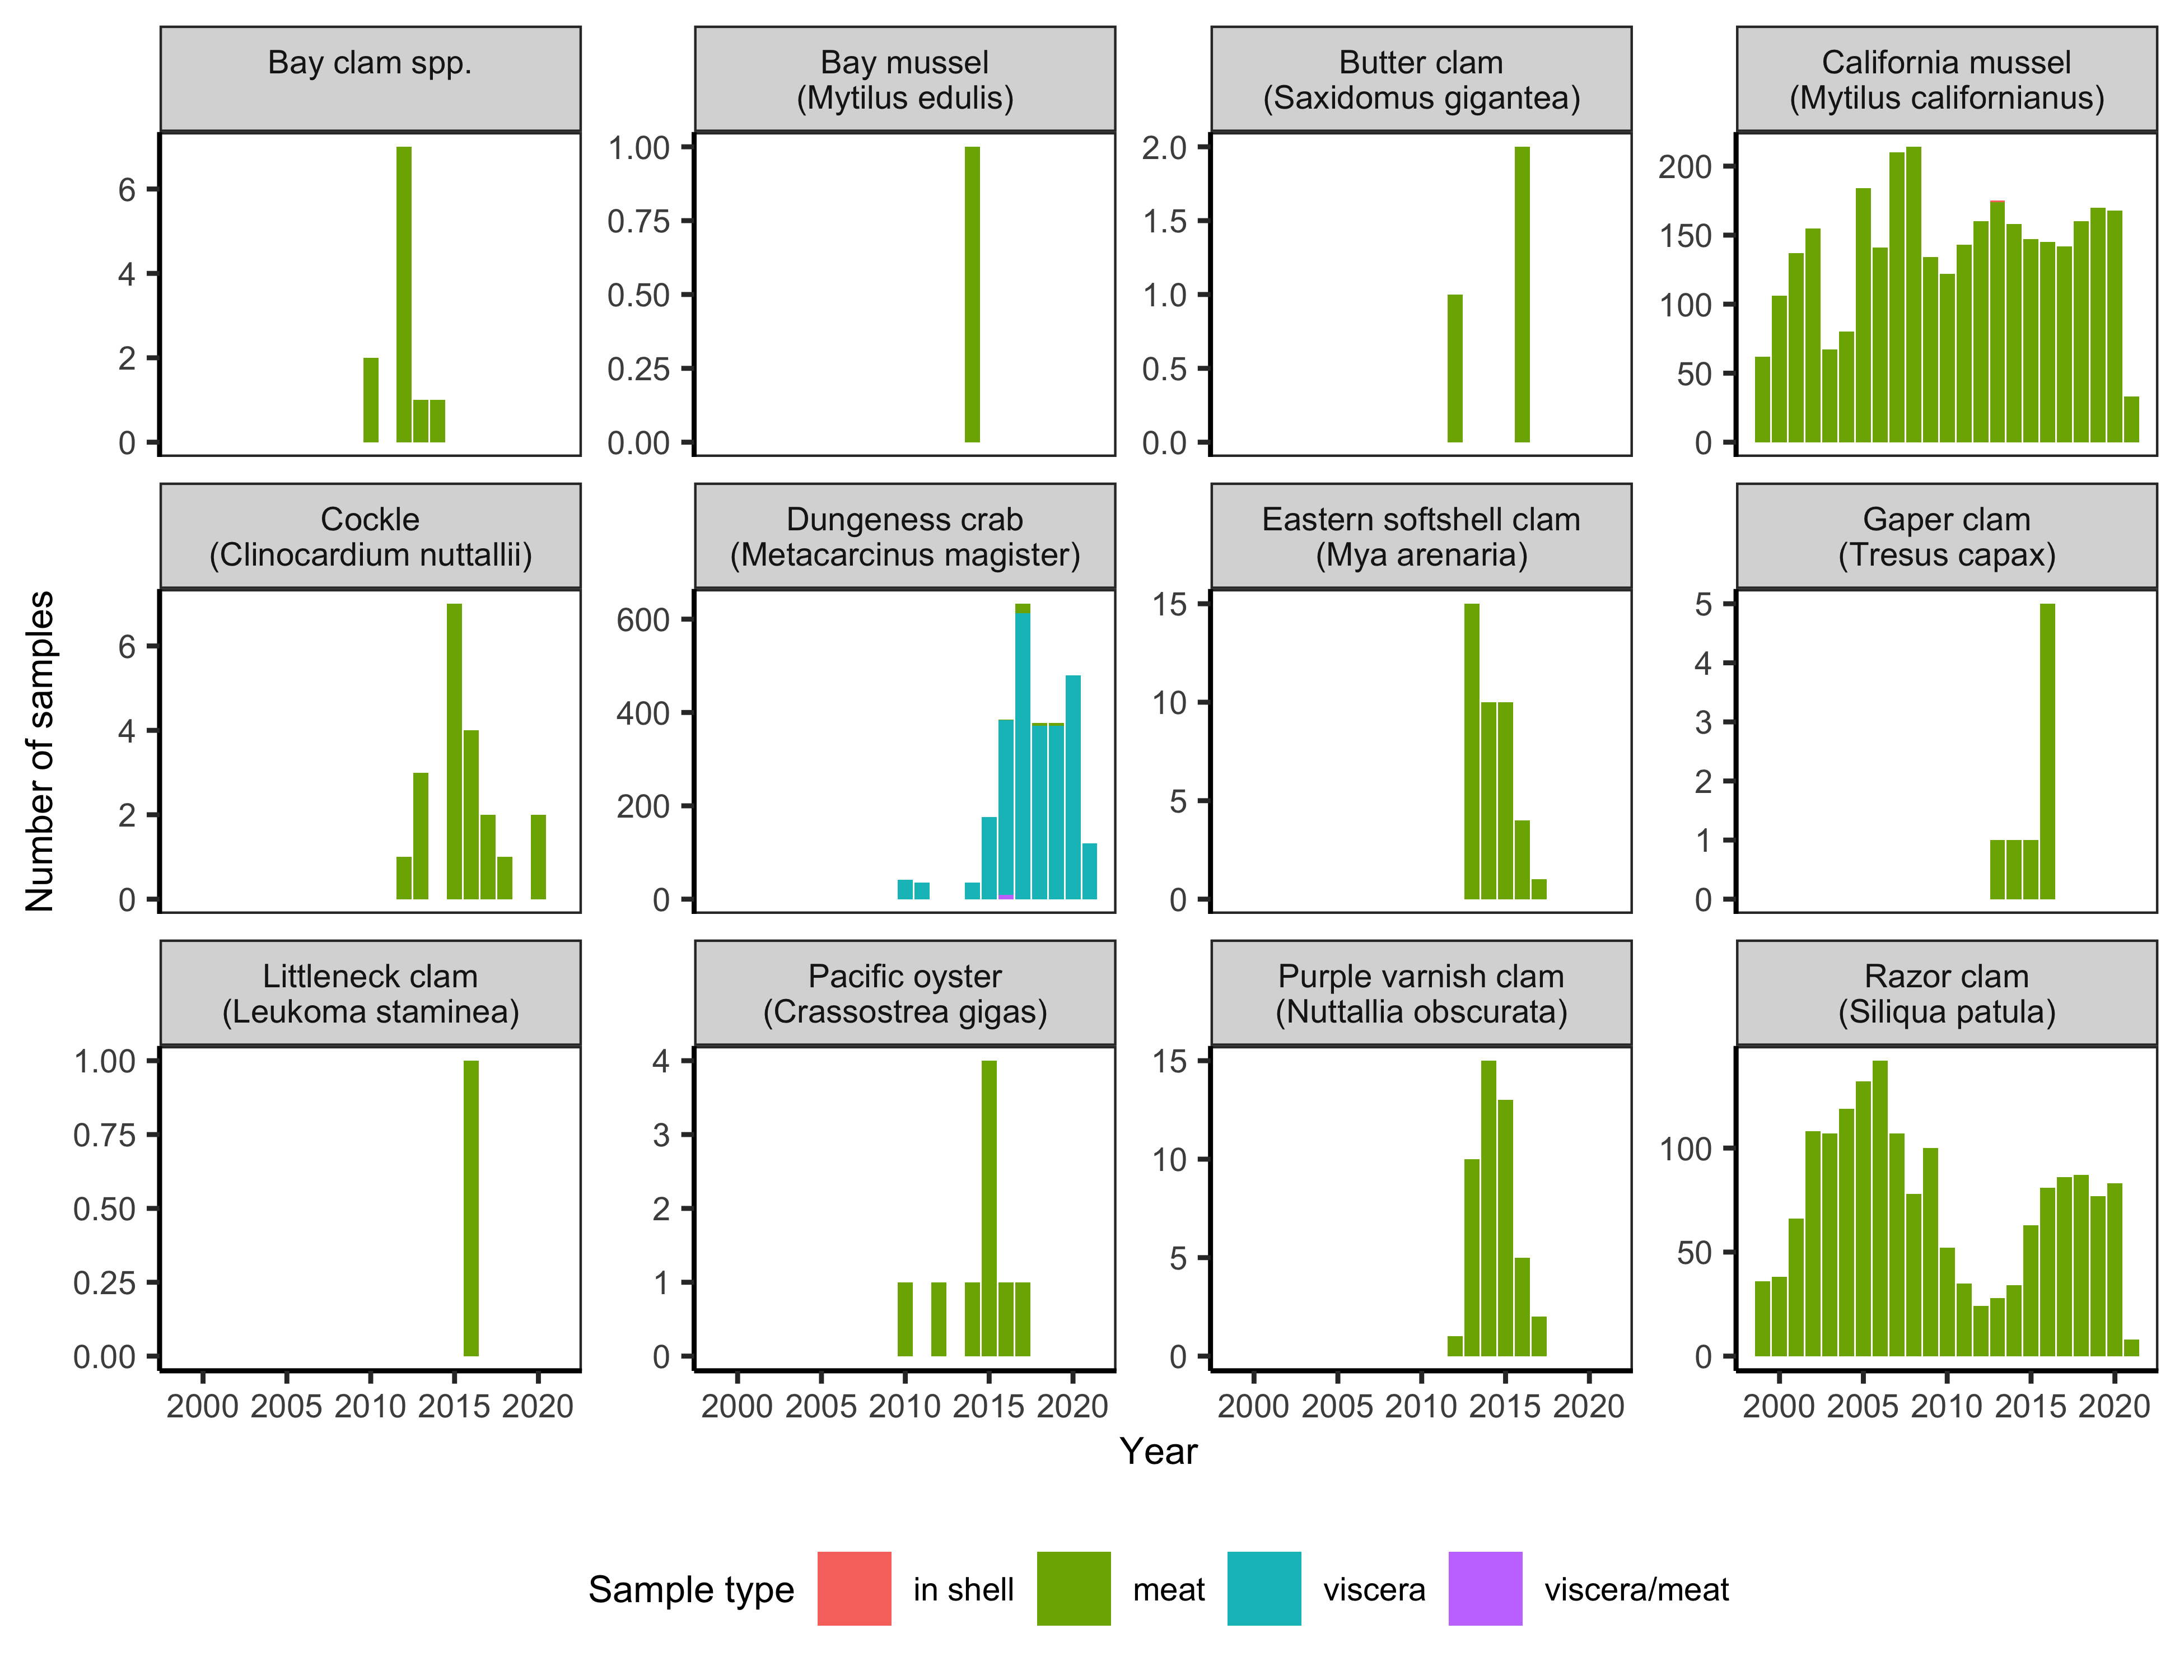 Bay clam spp.
Bay mussel
(Mytilus edulis)
Butter clam
(Saxidomus gigantea)
California mussel
(Mytilus californianus)
6
4
2
0
1.00
0.75
0.50
0.25
0.00
2.0
1.5
1.0
0.5
0.0
200
150
100
50
0
Cockle
(Clinocardium nuttallii)
Dungeness crab
(Metacarcinus magister)
Eastern softshell clam
(Mya arenaria)
Gaper clam
(Tresus capax)
Number of samples
6
4
2
0
600
400
200
0
15
10
5
0
5
4
3
2
1
0
Littleneck clam
(Leukoma staminea)
Pacific oyster
(Crassostrea gigas)
Purple varnish clam
(Nuttallia obscurata)
Razor clam
(Siliqua patula)
1.00
0.75
0.50
0.25
0.00
4
3
2
1
0
15
10
5
0
100
50
0
2000 2005 2010 2015 2020
2000 2005 2010 2015 2020
2000 2005 2010 2015 2020
2000 2005 2010 2015 2020
Year
Sample type in shell meat viscera viscera/meat